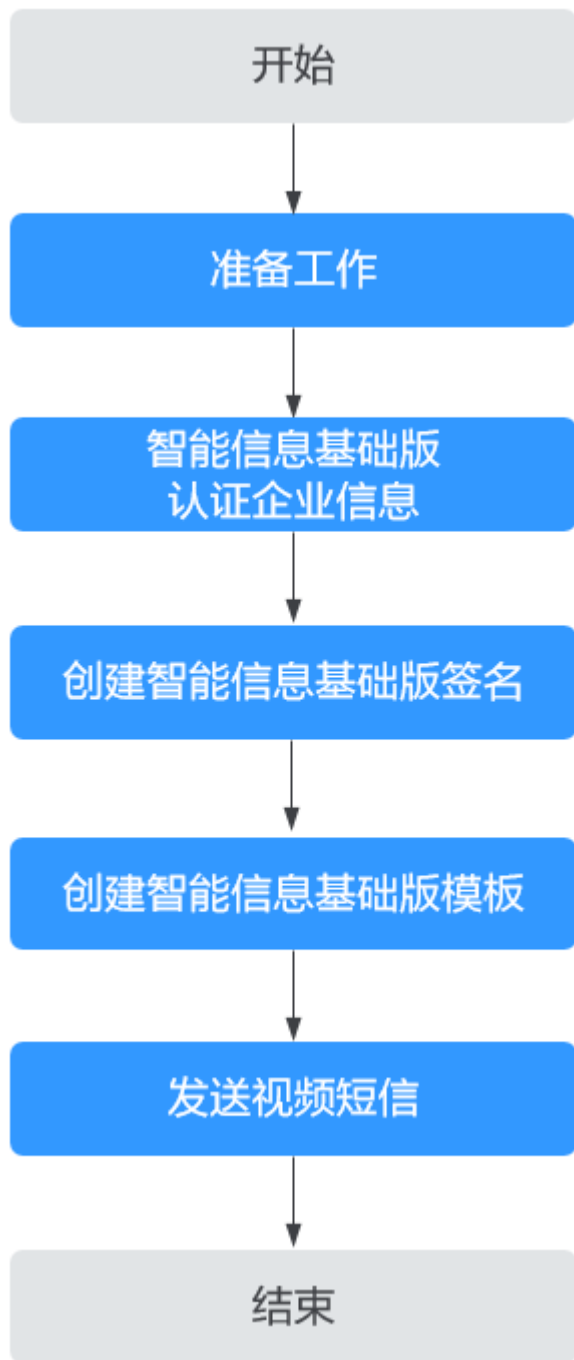 开始
准备工作
智能信息基础版
认证企业信息
创建智能信息基础版签名
创建智能信息基础版模板
发送视频短信
结束